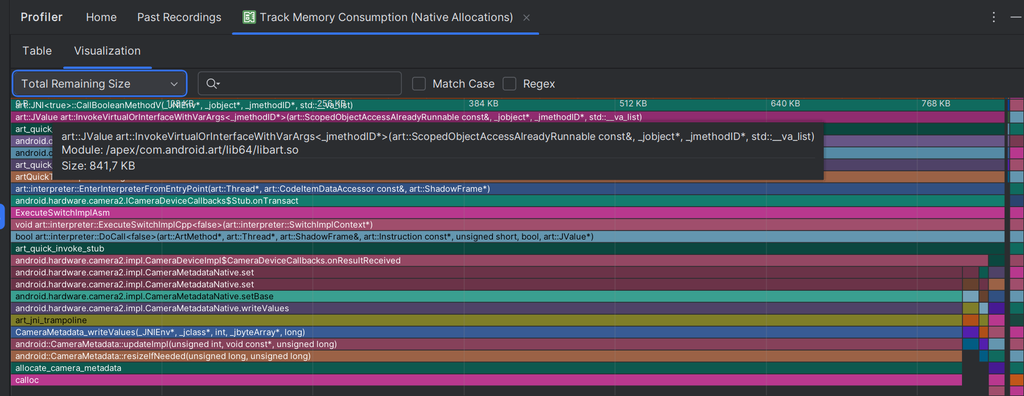 Profiler Home Past Recordings Track Memory Consumption (Native Allocations)
Table Visualization
Total Remaining Size Match Case Regex
art::JNI<true>::CallBooleanMethodV(_JNIEnv*, _jobject*, _jmethodID*, std::__va_list) 384 KB 512 KB 640 KB 768 KB
art::JValue art::InvokeVirtualOrInterfaceWithVarArgs<_jmethodID*>(art::ScopedObjectAccessAlreadyRunnable const&, _jobject*, _jmethodID*, std::__va_list)
art_quick
art::JValue art::InvokeVirtualOrInterfaceWithVarArgs<_jmethodID*>(art::ScopedObjectAccessAlreadyRunnable const&, _jobject*, _jmethodID*, std::__va_list)
android.
Module: /apex/com.android.art/lib64/libart.so
android.
art_quick
Size: 841,7 KB
artQuick
art::interpreter::EnterInterpreterFromEntryPoint(art::Thread*, art::CodeItemDataAccessor const&, art::ShadowFrame*)
android.hardware.camera2.ICameraDeviceCallbacks$Stub.onTransact
ExecuteSwitchImplAsm
void art::interpreter::ExecuteSwitchImplCpp<false>(art::interpreter::SwitchImplContext*)
bool art::interpreter::DoCall<false>(art::ArtMethod*, art::Thread*, art::ShadowFrame&, art::Instruction const*, unsigned short, bool, art::JValue*)
art_quick_invoke_stub
android.hardware.camera2.impl.CameraDeviceImpl$CameraDeviceCallbacks.onResultReceived
android.hardware.camera2.impl.CameraMetadataNative.set
android.hardware.camera2.impl.CameraMetadataNative.set
android.hardware.camera2.impl.CameraMetadataNative.setBase
android.hardware.camera2.impl.CameraMetadataNative.writeValues
art_jni_trampoline
CameraMetadata_writeValues(_JNIEnv*, _jclass*, int, _jbyteArray*, long)
android::CameraMetadata::updateImpl(unsigned int, void const*, unsigned long)
android::CameraMetadata::resizeIfNeeded(unsigned long, unsigned long)
allocate_camera_metadata
calloc